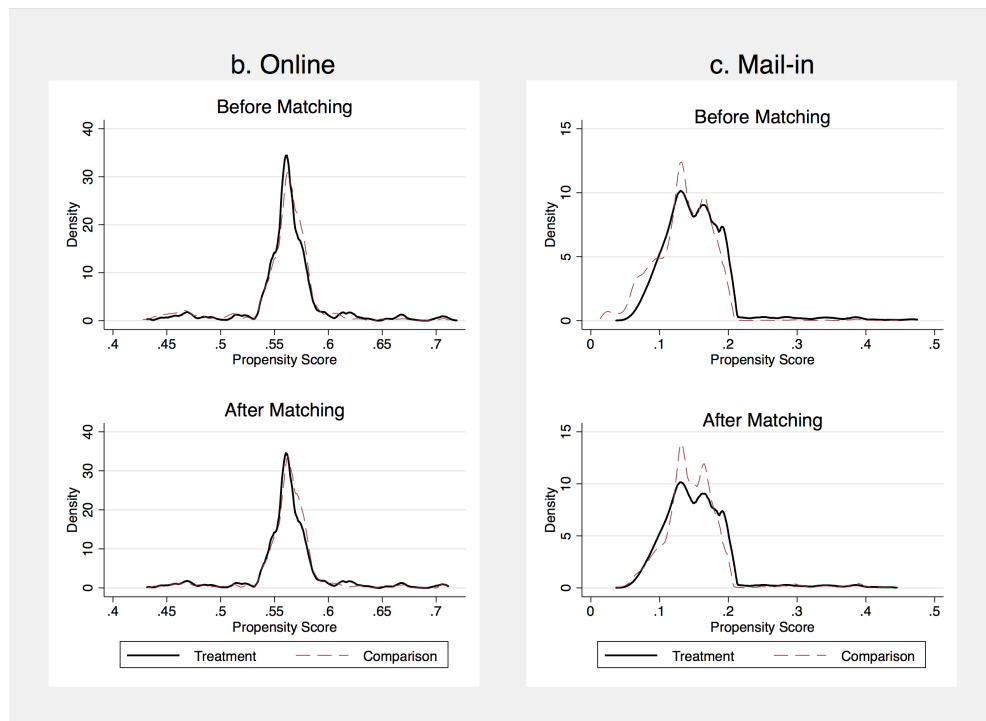 b. Online
Before Matching
Density
40
30
20
10
0
.4 .45 .5 .55 .6 .65 .7
Propensity Score
After Matching
Density
40
30
20
10
0
.4 .45 .5 .55 .6 .65 .7
Propensity Score
Treatment Comparison
c. Mail-in
Before Matching
Density
15
10
5
0
0 .1 .2 .3 .4 .5
Propensity Score
After Matching
Density
15
10
5
0
0 .1 .2 .3 .4 .5
Propensity Score
Treatment Comparison